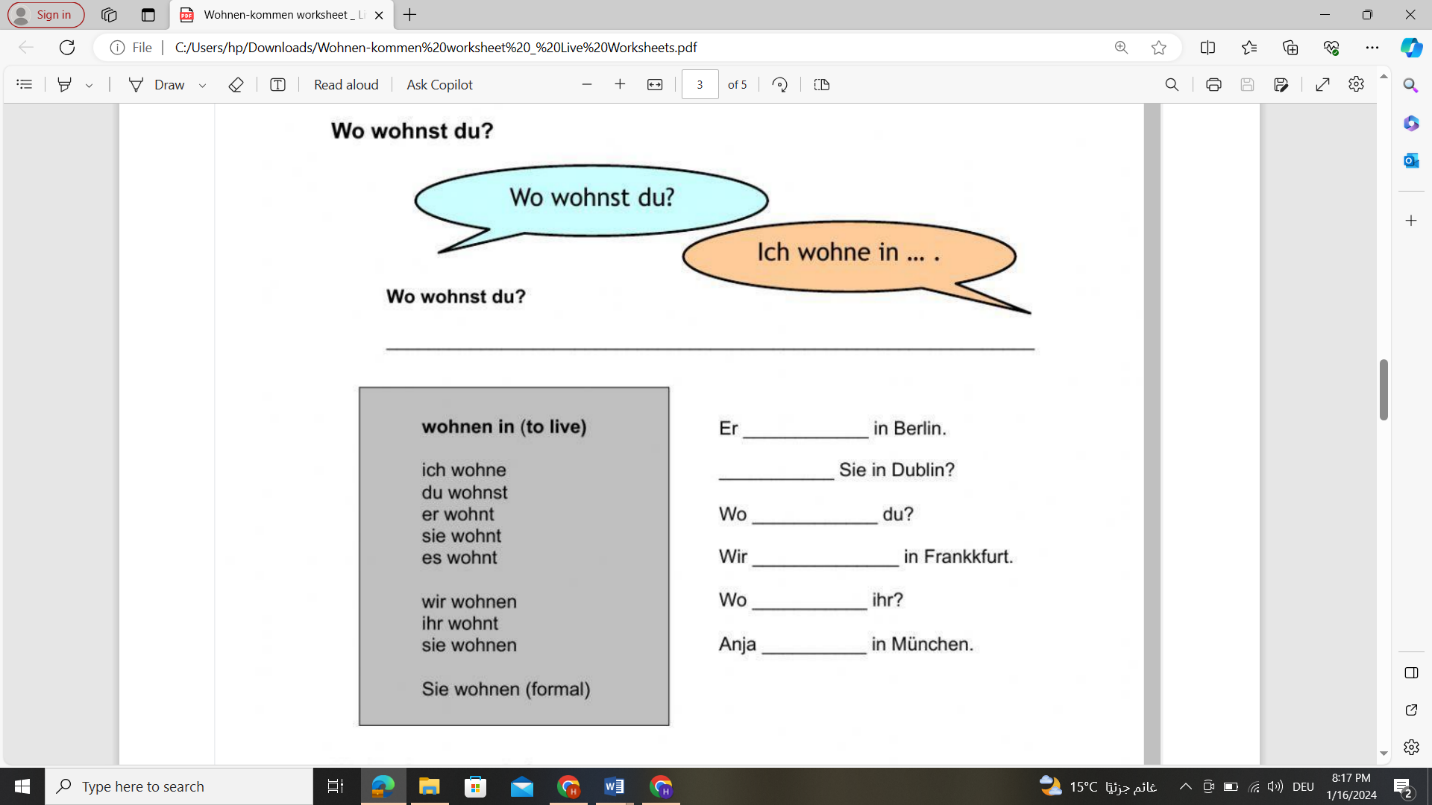 Sign in
Wohnen-kommen worksheet _ Li
File
C:/Users/hp/Downloads/Wohnen-kommen%20worksheet%20_%20Live%20Worksheets.pdf
Draw
Read aloud
Ask Copilot
3 of 5
Wo wohnst du?
Wo wohnst du?
Ich wohne in ... .
Wo wohnst du?
wohnen in (to live)
ich wohne
du wohnst
er wohnt
sie wohnt
es wohnt
wir wohnen
ihr wohnt
sie wohnen
Sie wohnen (formal)
Er ____________ in Berlin.
___________ Sie in Dublin?
Wo ____________ du?
Wir ______________ in Frankkfurt.
Wo ___________ ihr?
Anja __________ in München.
Type here to search
15°C غائم جزئيًا
DEU
8:17 PM
1/16/2024
2